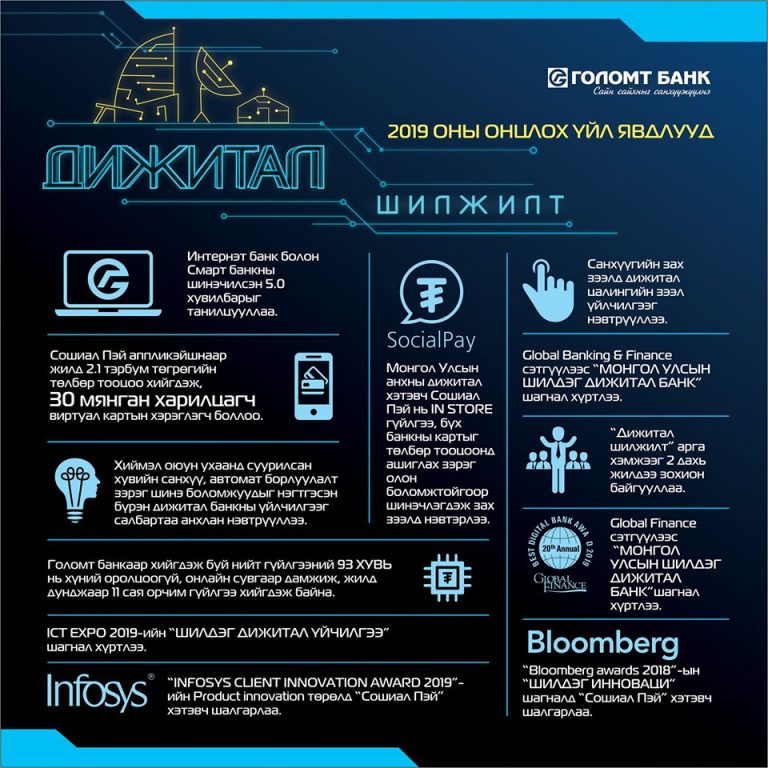 ГОЛОМТ БАНК
Сайн сайхныг санхүүжүүлнэ
2019 ОНЫ ОНЦЛОХ ҮЙЛ ЯВДЛУУД
ДИЖИТАЛ
ШИЛЖИЛТ
Интернэт банк болон
Смарт банкны
шинэчилсэн 5.0
хувилбарыг
танилцууллаа.
Сошиал Пэй аппликэйшнаар
жилд 2.1 тэрбум төгрөгийн
төлбөр тооцоо хийгдэж,
30 мянган харилцагч
виртуал картын хэрэглэгч боллоо.
Хиймэл оюун ухаанд суурилсан
хувийн санхүү, автомат борлуулалт
зэрэг шинэ боломжуудыг нэгтгэсэн
бүрэн дижитал банкны үйлчилгээг
салбартаа анхлан нэвтрүүллээ.
SocialPay
Монгол Улсын
анхны дижитал
хэтэвч Сошиал
Пэй нь IN STORE
гүйлгээ, бүх
банкны картыг
төлбөр тооцоонд
ашиглах зэрэг
олон
боломжтойгоор
шинэчлэгдэж зах
зээлд нэвтэрлээ.
Голомт банкаар хийгдэж буй нийт гүйлгээний 93 ХУВЬ
нь хүний оролцоогүй, онлайн сувгаар дамжиж, жилд
дунджаар 11 сая орчим гүйлгээ хийгдэж байна.
ICT EXPO 2019-ийн “ШИЛДЭГ ДИЖИТАЛ ҮЙЧИЛГЭЭ”
шагнал хүртлээ.
Infosys®
“INFOSYS CLIENT INNOVATION AWARD 2019”-
ийн Product innovation төрөлд “Сошиал Пэй”
хэтэвч шалгарлаа.
Санхүүгийн зах
зээлд дижитал
цалингийн зээл
үйлчилгээг
нэвтрүүллээ.
Global Banking & Finance
сэтгүүлээс “МОНГОЛ УЛСЫН
ШИЛДЭГ ДИЖИТАЛ БАНК”
шагнал хүртлээ.
“Дижитал
шилжилт” арга
хэмжээг 2 дахь
жилдээ зохион
байгууллаа.
BEST DIGITAL BANK AWA D 2019
20th Annual
GLOBAL
FINANCE
Global Finance
сэтгүүлээс
“МОНГОЛ
УЛСЫН ШИЛДЭГ
ДИЖИТАЛ
БАНК”шагнал
хүртлээ.
Bloomberg
“Bloomberg awards 2018”-ын
“ШИЛДЭГ ИННОВАЦИ”
шагналд “Сошиал Пэй” хэтэвч
шалгарлаа.